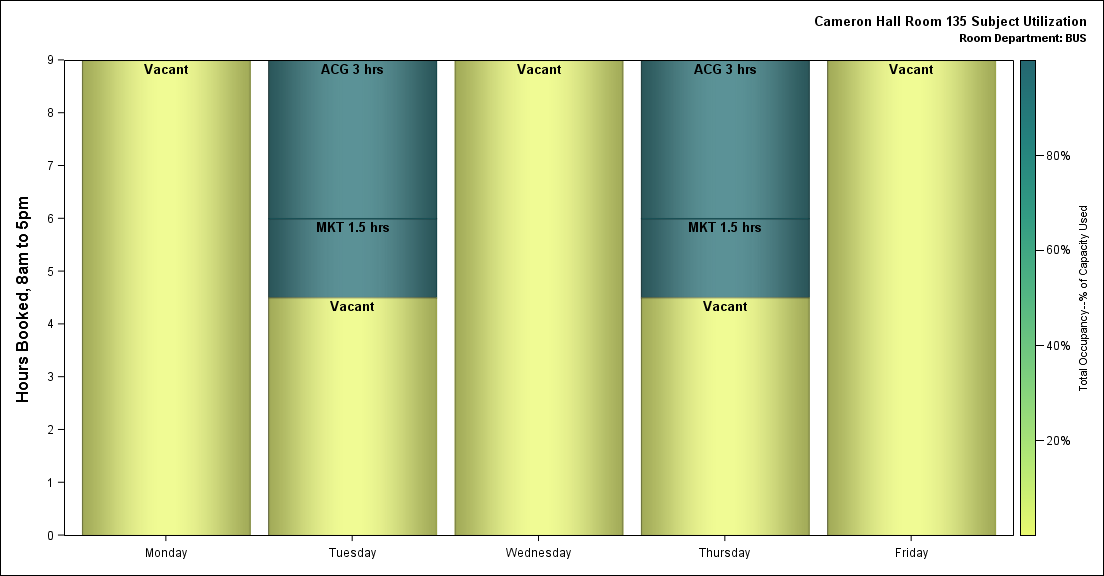 Cameron Hall Room 135 Subject Utilization
Room Department: BUS
Hours Booked, 8am to 5pm
9
8
7
6
5
4
3
2
1
0
Vacant
ACG 3 hrs
MKT 1.5 hrs
Vacant
Vacant
ACG 3 hrs
MKT 1.5 hrs
Vacant
Vacant
Monday
Tuesday
Wednesday
Thursday
Friday
80%
60%
40%
20%
Total Occupancy--% of Capacity Used